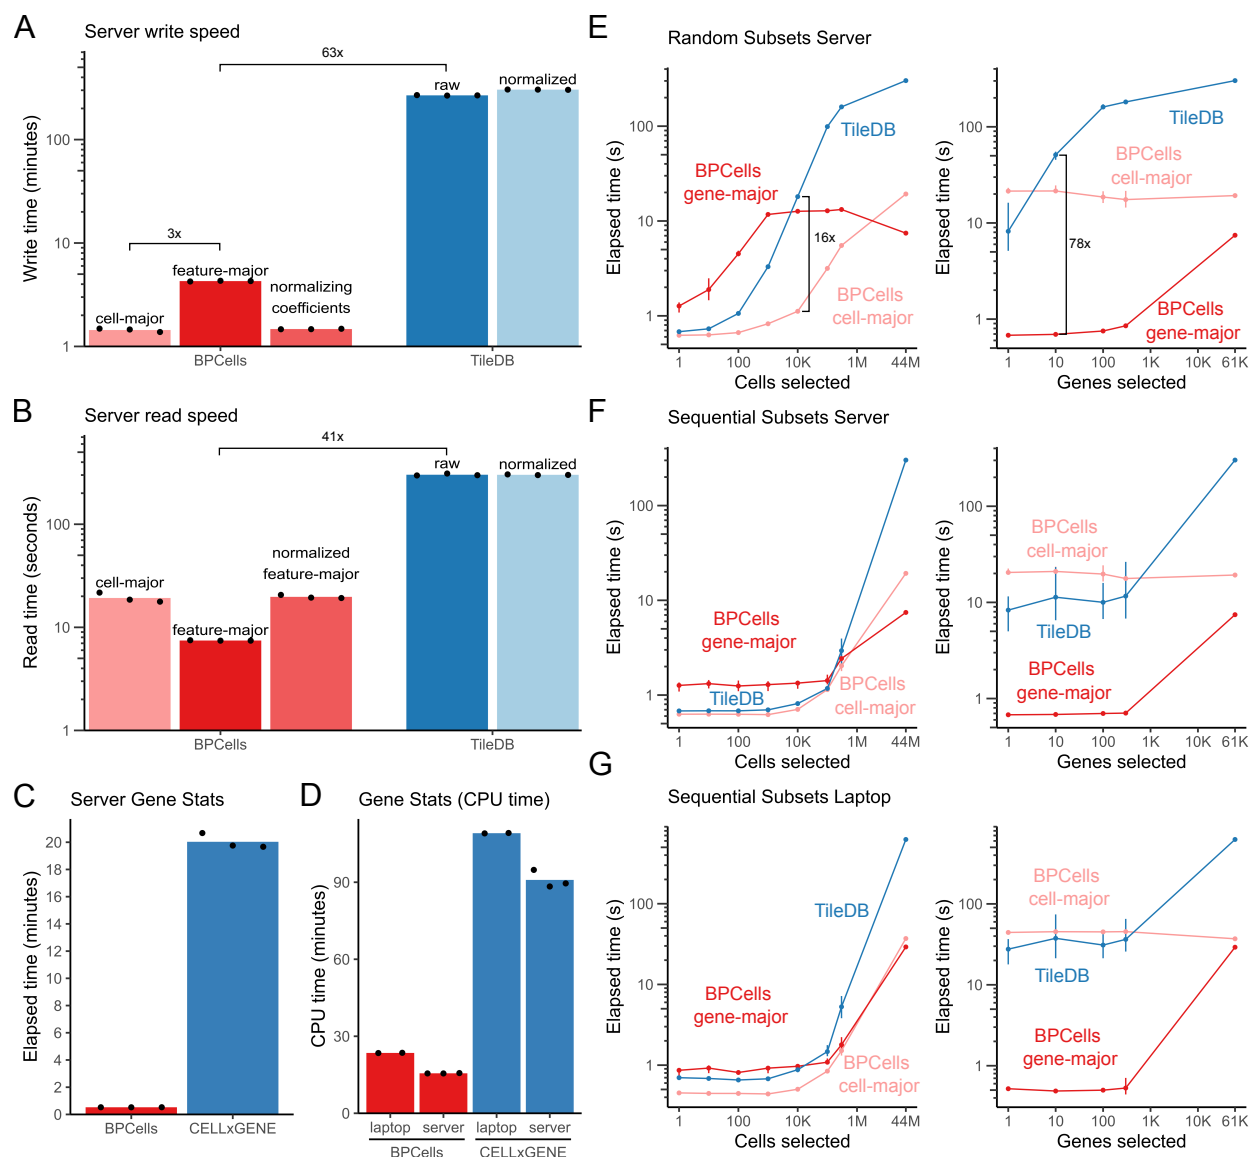 A
Server write speed
Write time (minutes)
100
10
1
63x
3x
cell-major
feature-major
normalizing
coefficients
raw
normalized
BPCells
TileDB
B
Server read speed
Read time (seconds)
100
10
1
41x
cell-major
feature-major
normalized
feature-major
raw
normalized
BPCells
TileDB
C
Server Gene Stats
Elapsed time (minutes)
20
18
16
14
12
10
8
6
4
2
0
BPCells
CELLxGENE
D
Gene Stats (CPU time)
CPU time (minutes)
90
60
30
0
laptop
server
laptop
server
BPCells
CELLxGENE
E
Random Subsets Server
Elapsed time (s)
100
10
1
TileDB
BPCells
gene-major
16x
BPCells
cell-major
1
100
10K
1M
44M
Cells selected
Elapsed time (s)
100
10
1
TileDB
BPCells
cell-major
78x
BPCells
gene-major
1
10
100
1K
10K
61K
Genes selected
F
Sequential Subsets Server
Elapsed time (s)
100
10
1
BPCells
gene-major
TileDB
BPCells
cell-major
1
100
10K
1M
44M
Cells selected
Elapsed time (s)
100
10
1
BPCells
cell-major
TileDB
BPCells
gene-major
1
10
100
1K
10K
61K
Genes selected
G
Sequential Subsets Laptop
Elapsed time (s)
100
10
1
TileDB
BPCells
gene-major
BPCells
cell-major
1
100
10K
1M
44M
Cells selected
Elapsed time (s)
100
10
1
BPCells
cell-major
TileDB
BPCells
gene-major
1
10
100
1K
10K
61K
Genes selected